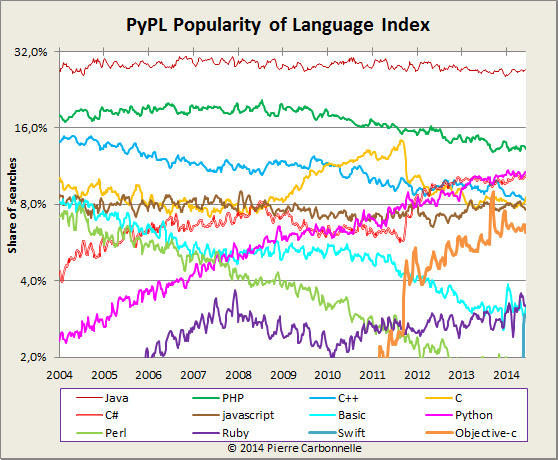 PyPL Popularity of Language Index
32,0%
16,0%
8,0%
4,0%
2,0%
Share of searches
2004 2005 2006 2007 2008 2009 2010 2011 2012 2013 2014
Java PHP C++ C
C# javascript Basic Python
Perl Ruby Swift Objective-c
© 2014 Pierre Carbonnelle